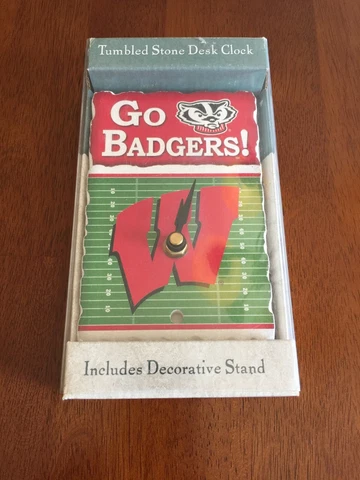 Tumbled Stone Desk Clock
GO
BADGERS!
W
Includes Decorative Stand